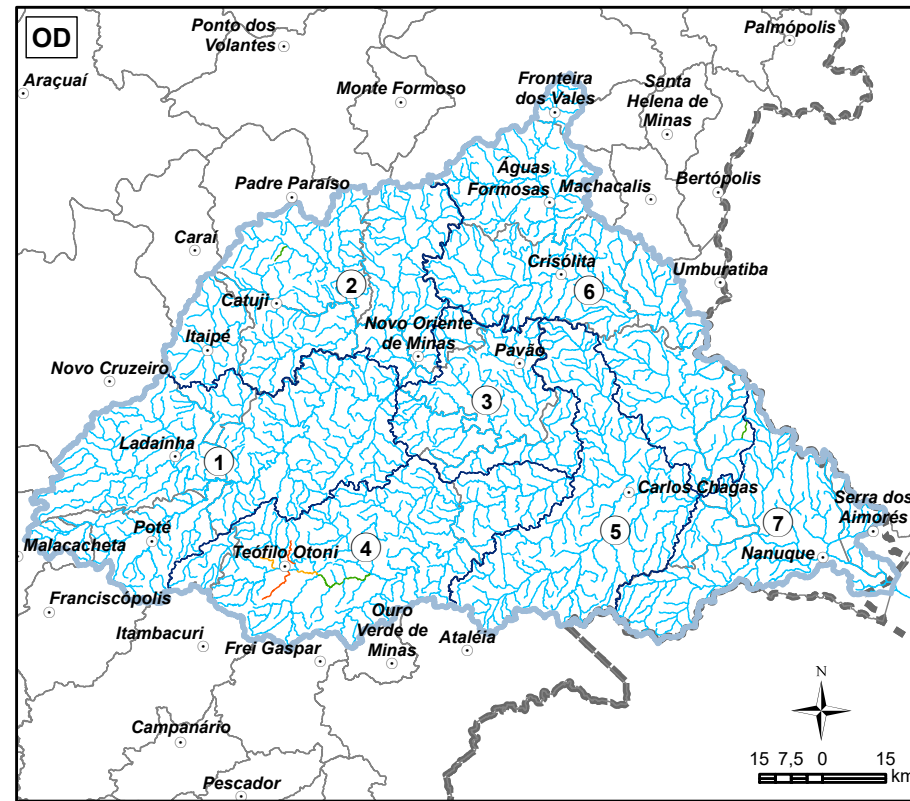 OD
Ponto dos
Volantes
Palmópolis
Araçuaí
Monte Formoso
Fronteira
dos Vales
Santa
Helena de
Minas
Águas
Formosas
Machacalis
Bertópolis
Padre Paraíso
Caraí
Crisólita
Umburatiba
2
6
Catuji
Novo Oriente
de Minas
Itaipé
Pavão
Novo Cruzeiro
3
Ladainha
1
Carlos Chagas
Serra dos
Aimorés
Malacacheta
Poté
4
5
7
Teófilo Otoni
Nanuque
Franciscópolis
Ouro
Verde de
Minas
Itambacuri
Frei Gaspar
Ataléia
N
Campanário
Pescador
15 7,5 0 15
km